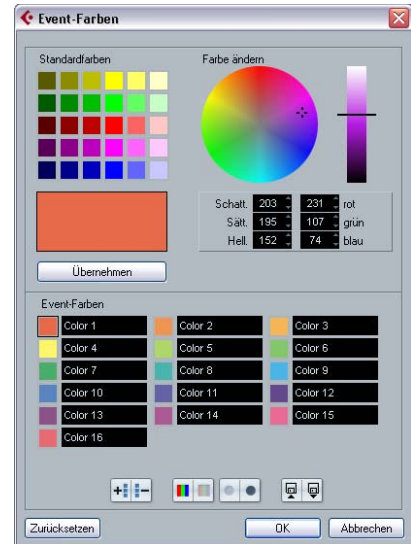 Event-Farben
Standardfarben
Farbe ändern
Schatt. 203 231 rot
Sätt. 195 107 grün
Hell. 152 74 blau
Übernehmen
Event-Farben
Color 1 Color 2 Color 3
Color 4 Color 5 Color 6
Color 7 Color 8 Color 9
Color 10 Color 11 Color 12
Color 13 Color 14 Color 15
Color 16
Zurücksetzen OK Abbrechen